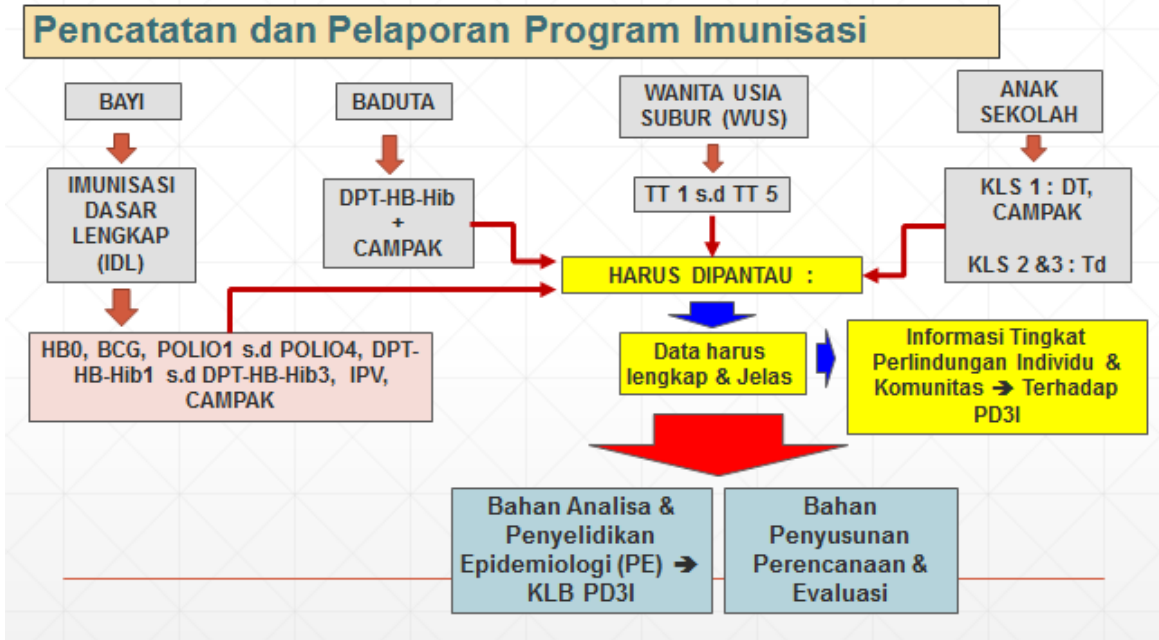 Pencatatan dan Pelaporan Program Imunisasi
BAYI
IMUNISASI
DASAR
LENGKAP
(IDL)
HB0, BCG, POLIO1 s.d POLIO4, DPT-
HB-Hib1 s.d DPT-HB-Hib3, IPV,
CAMPAK
BADUTA
DPT-HB-Hib
+
CAMPAK
WANITA USIA
SUBUR (WUS)
TT 1 s.d TT 5
ANAK
SEKOLAH
KLS 1 : DT,
CAMPAK
KLS 2 &3 : Td
HARUS DIPANTAU :
Data harus
lengkap & Jelas
Informasi Tingkat
Perlindungan Individu &
Komunitas ➔ Terhadap
PD3I
Bahan Analisa &
Penyelidikan
Epidemiologi (PE) ➔
KLB PD3I
Bahan
Penyusunan
Perencanaan &
Evaluasi